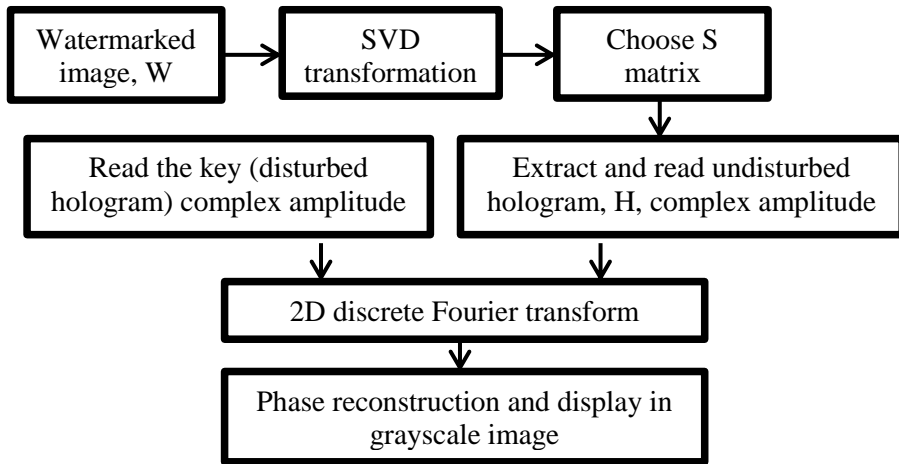 Watermarked
image, W
SVD
transformation
Choose S
matrix
Read the key (disturbed
hologram) complex amplitude
Extract and read undisturbed
hologram, H, complex amplitude
2D discrete Fourier transform
Phase reconstruction and display in
grayscale image